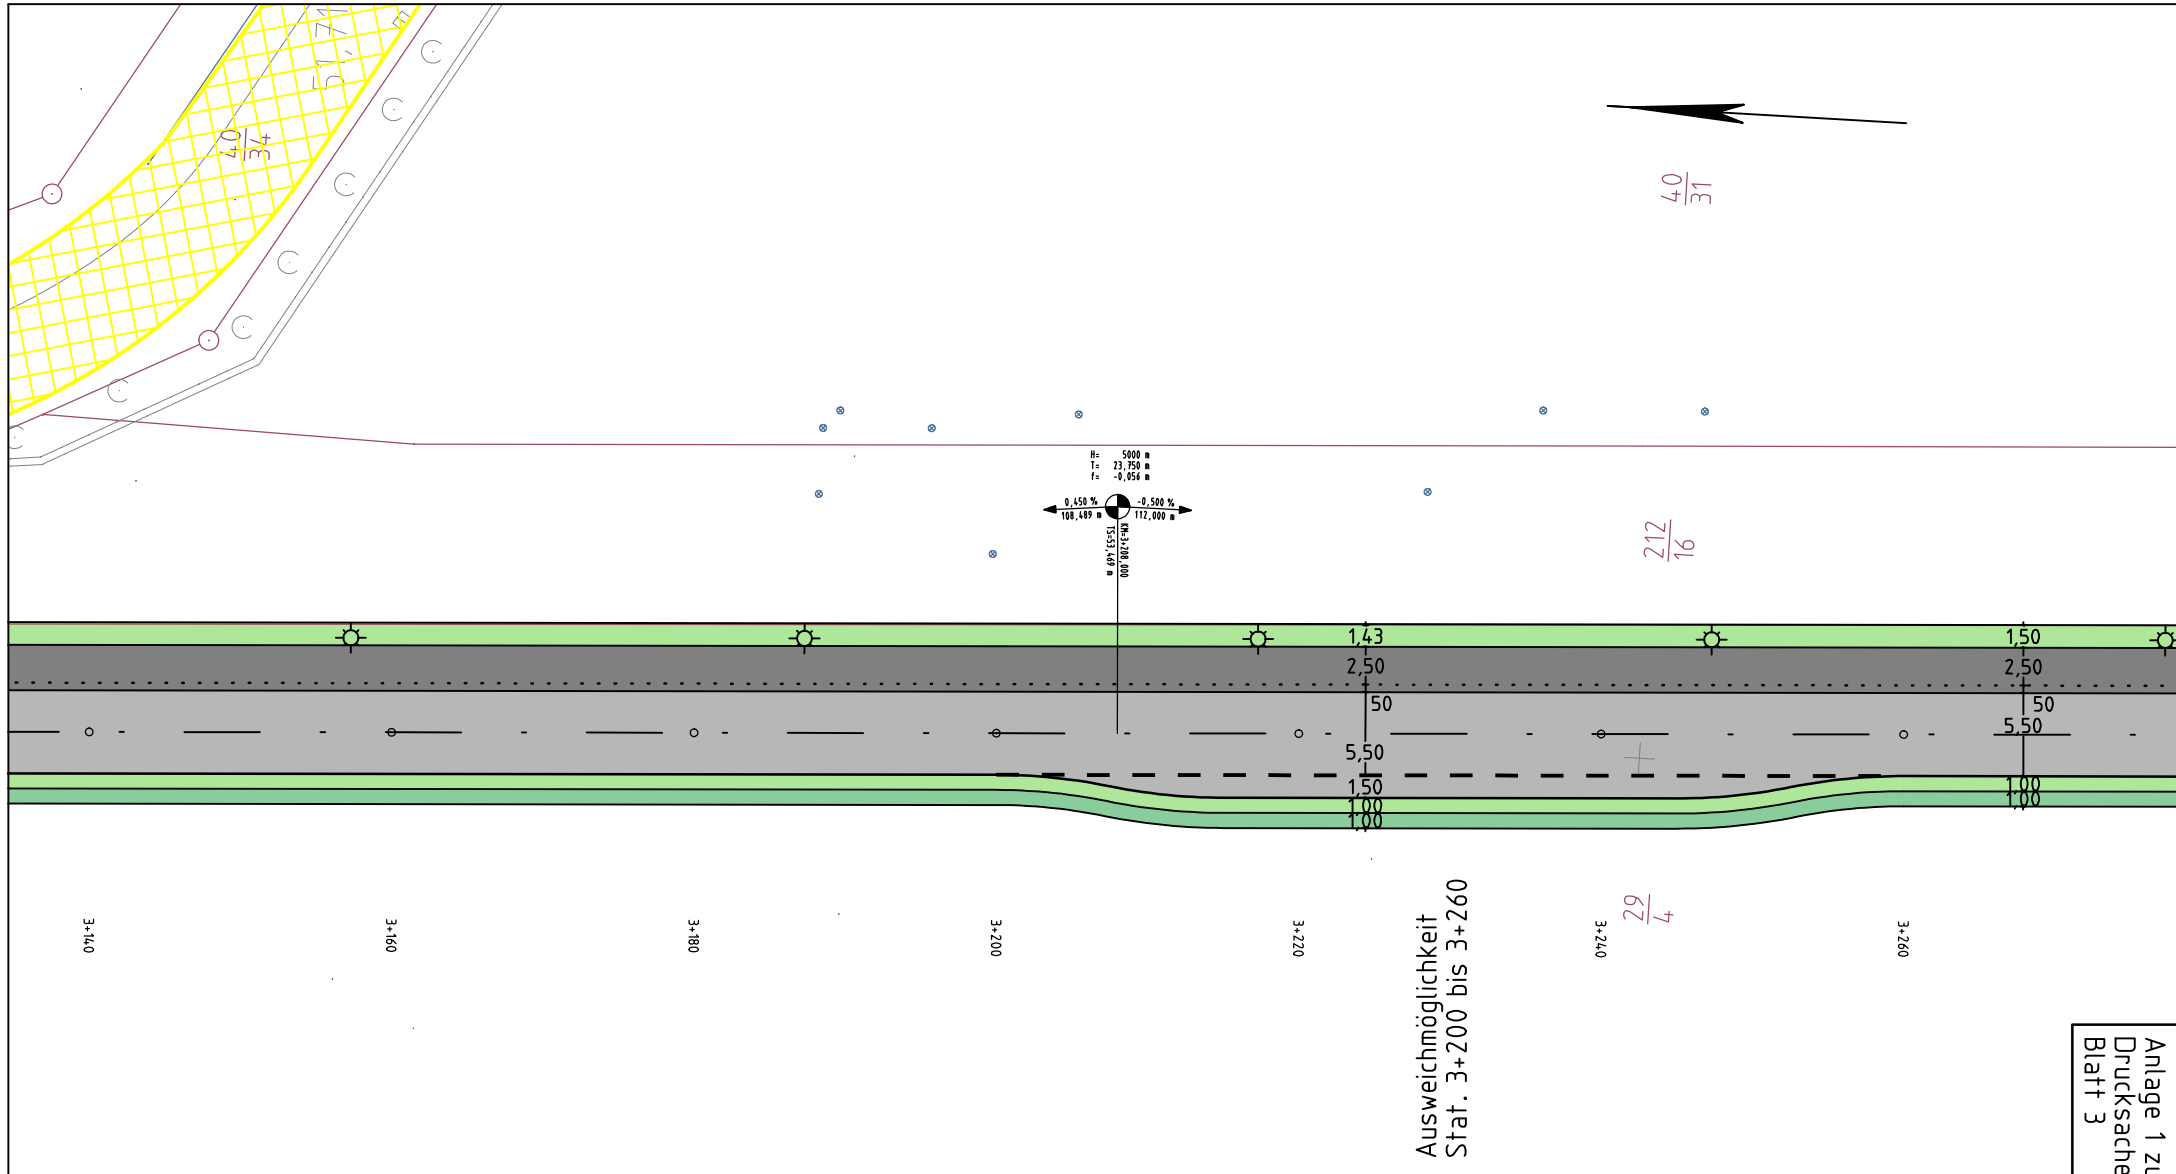 51,71
40
34
40
31
H= 5000 m
T= 23,750 m
f= -0,056 m
0,450 %
108,489 m
-0,500 %
112,000 m
KM=3+208,000
TS=53,469 m
212
16
1,43
2,50
50
5,50
1,50
1,00
1,00
1,50
2,50
50
5,50
1,00
1,00
3+140
3+160
3+180
3+200
3+220
3+240
3+260
29
4
Ausweichmöglichkeit
Stat. 3+200 bis 3+260
Anlage 1 zu
Drucksache
Blatt 3